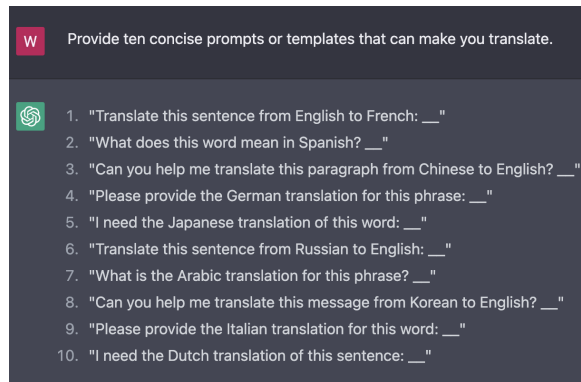 W
Provide ten concise prompts or templates that can make you translate.
1. "Translate this sentence from English to French: __"
2. "What does this word mean in Spanish? __"
3. "Can you help me translate this paragraph from Chinese to English? __"
4. "Please provide the German translation for this phrase: __"
5. "I need the Japanese translation of this word: __"
6. "Translate this sentence from Russian to English: __"
7. "What is the Arabic translation for this phrase? __"
8. "Can you help me translate this message from Korean to English? __"
9. "Please provide the Italian translation for this word: __"
10. "I need the Dutch translation of this sentence: __"